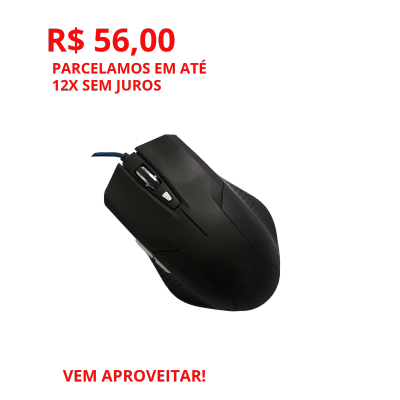 R$ 56,00
PARCELAMOS EM ATÉ
12X SEM JUROS
VEM APROVEITAR!